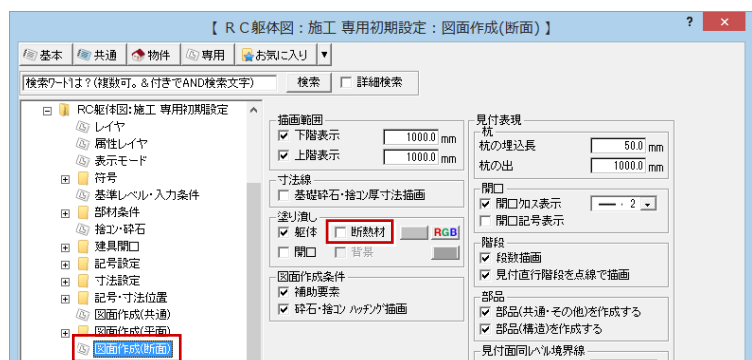 【 ＲＣ躯体図：施工 専用初期設定：図面作成(断面) 】 ? ×
基本 共通 物件 専用 お気に入り ▼
検索ワードは？(複数可。＆付きでAND検索文字) 検索 詳細検索
RC躯体図:施工 専用初期設定
レイヤ
属性レイヤ
表示モード
符号
基準レベル・入力条件
部材条件
捨コン・砕石
建具開口
記号設定
寸法設定
記号・寸法位置
図面作成(共通)
図面作成(平面)
図面作成(断面)
描画範囲
下階表示 1000.0 mm
上階表示 1000.0 mm
寸法線
基礎砕石・捨コン厚寸法描画
塗り潰し
躯体 断熱材 RGB
開口 背景
図面作成条件
補助要素
砕石・捨コン ハッチング描画
見付表現
杭
杭の埋込長 50.0 mm
杭の出 1000.0 mm
開口
開口クロス表示 2
開口記号表示
階段
段数描画
見付直行階段を点線で描画
部品
部品(共通・その他)を作成する
部品(構造)を作成する
見付面同レベル境界線